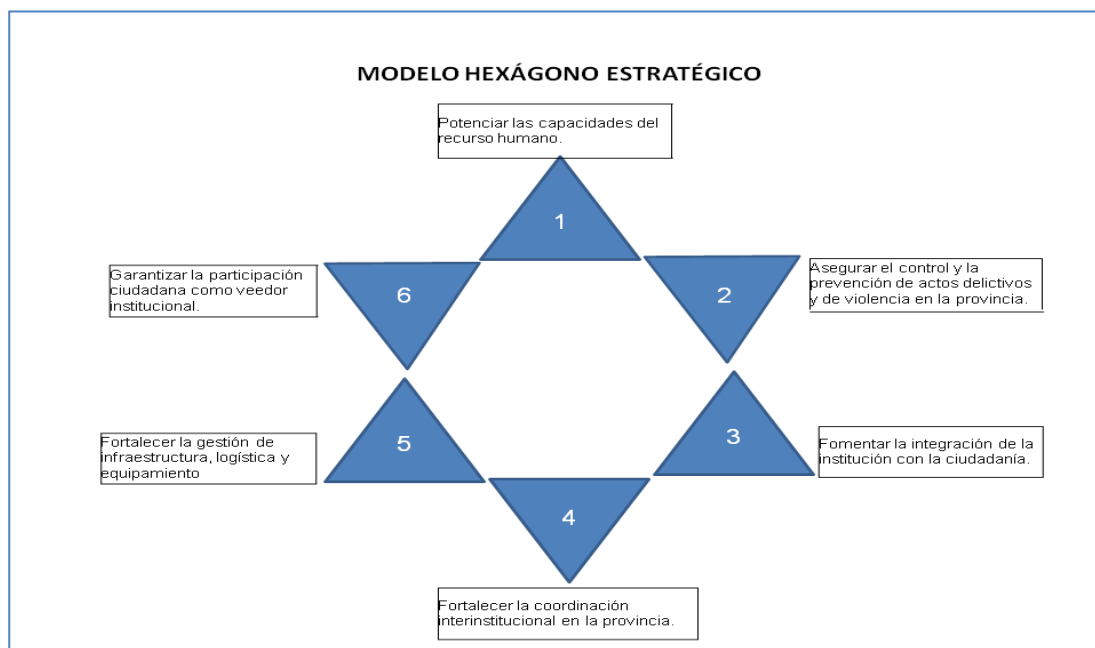 MODELO HEXÁGONO ESTRATÉGICO
Potenciar las capacidades del
recurso humano.
1
2
Asegurar el control y la
prevención de actos delictivos
y de violencia en la provincia.
3
Fomentar la integración de la
institución con la ciudadanía.
4
Fortalecer la coordinación
interinstitucional en la provincia.
5
Fortalecer la gestión de
infraestructura, logística y
equipamiento
6
Garantizar la participación
ciudadana como veedor
institucional.